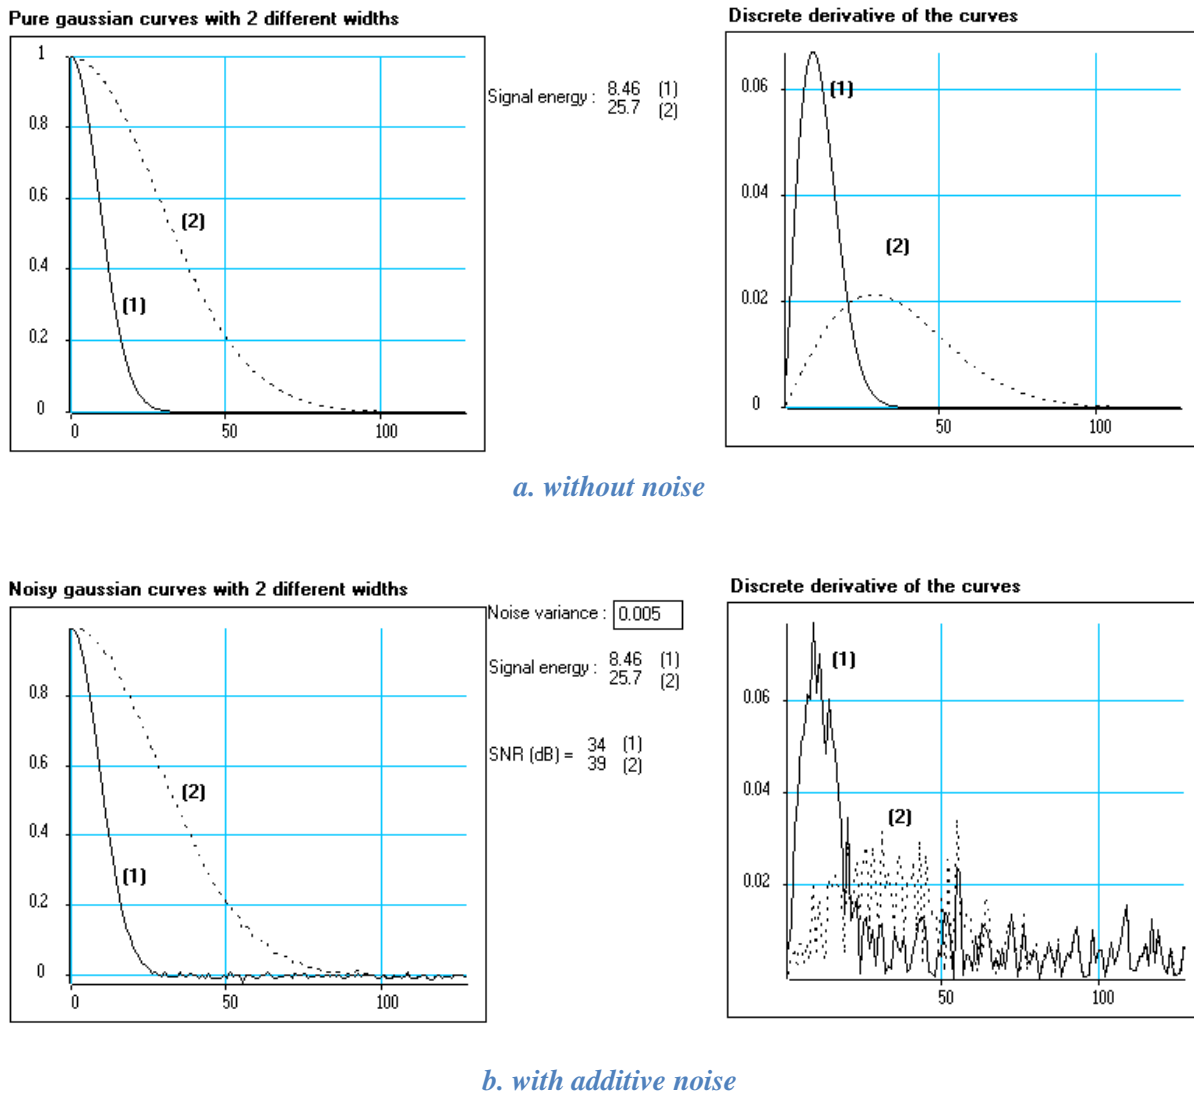 Pure gaussian curves with 2 different widths
1
0.8
0.6
0.4
0.2
0
0 50 100
(1)
(2)
Signal energy : 8.46 (1)
25.7 (2)
Discrete derivative of the curves
0.06
0.04
0.02
0
50 100
(1)
(2)
a. without noise
Noisy gaussian curves with 2 different widths
0.8
0.6
0.4
0.2
0
0 50 100
(1)
(2)
Noise variance : 0.005
Signal energy : 8.46 (1)
25.7 (2)
SNR (dB) = 34 (1)
39 (2)
Discrete derivative of the curves
0.06
0.04
0.02
50 100
(1)
(2)
b. with additive noise